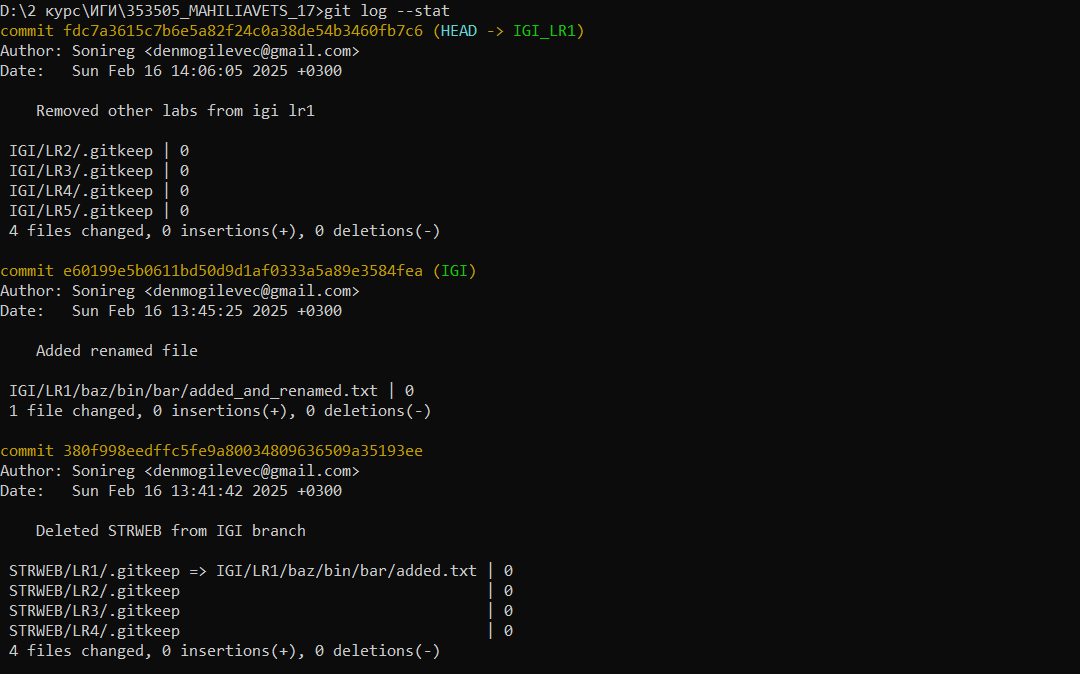 D:\2 курс\ИГИ\353505_MAHILIAVETS_17>git log --stat
commit fdc7a3615c7b6e5a82f24c0a38de54b3460fb7c6 (HEAD -> IGI_LR1)
Author: Sonireg <denmogilevec@gmail.com>
Date:   Sun Feb 16 14:06:05 2025 +0300

    Removed other labs from igi lr1

 IGI/LR2/.gitkeep | 0
 IGI/LR3/.gitkeep | 0
 IGI/LR4/.gitkeep | 0
 IGI/LR5/.gitkeep | 0
 4 files changed, 0 insertions(+), 0 deletions(-)

commit e60199e5b0611bd50d9d1af0333a5a89e3584fea (IGI)
Author: Sonireg <denmogilevec@gmail.com>
Date:   Sun Feb 16 13:45:25 2025 +0300

    Added renamed file

 IGI/LR1/baz/bin/bar/added_and_renamed.txt | 0
 1 file changed, 0 insertions(+), 0 deletions(-)

commit 380f998eedffc5fe9a80034809636509a35193ee
Author: Sonireg <denmogilevec@gmail.com>
Date:   Sun Feb 16 13:41:42 2025 +0300

    Deleted STRWEB from IGI branch

 STRWEB/LR1/.gitkeep => IGI/LR1/baz/bin/bar/added.txt | 0
 STRWEB/LR2/.gitkeep                                  | 0
 STRWEB/LR3/.gitkeep                                  | 0
 STRWEB/LR4/.gitkeep                                  | 0
 4 files changed, 0 insertions(+), 0 deletions(-)